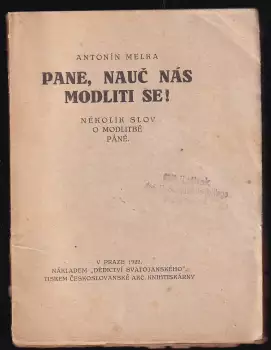 ANTONÍN MELKA
PANE, NAUČ NÁS
MODLITI SE!
NĚKOLIK SLOV
O MODLITBĚ
PÁNĚ.
V PRAZE
NÁKLADEM „DĚDICTVÍ SVATOJANSKÉHO“,
TISKEM ČESKOSLOVANSKÉ AKC. KNIHTISKÁRNY